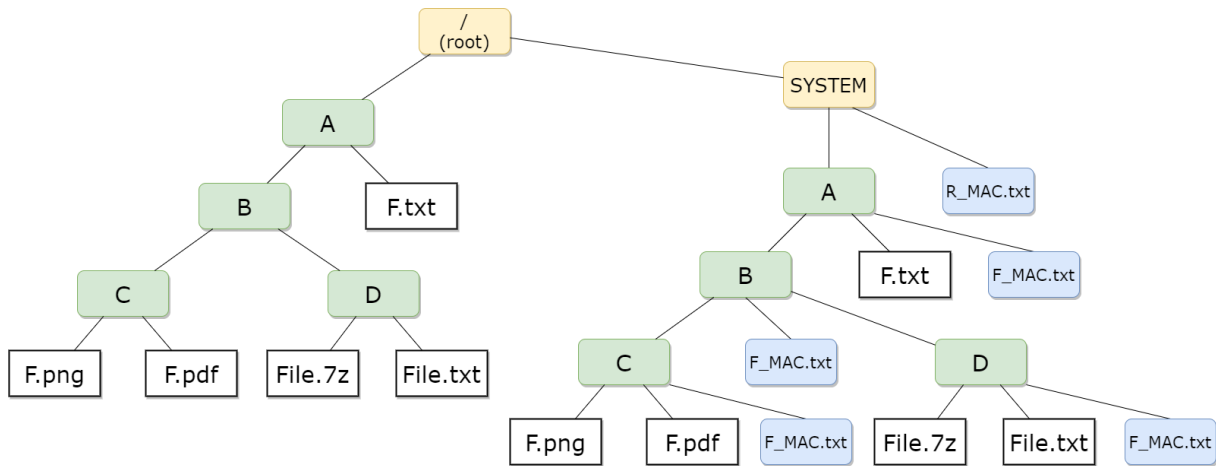 /
(root)
SYSTEM
A
A
R_MAC.txt
B
F.txt
B
F.txt
F_MAC.txt
C
D
C
F_MAC.txt
D
F.png
F.pdf
File.7z
File.txt
F.png
F.pdf
F_MAC.txt
File.7z
File.txt
F_MAC.txt